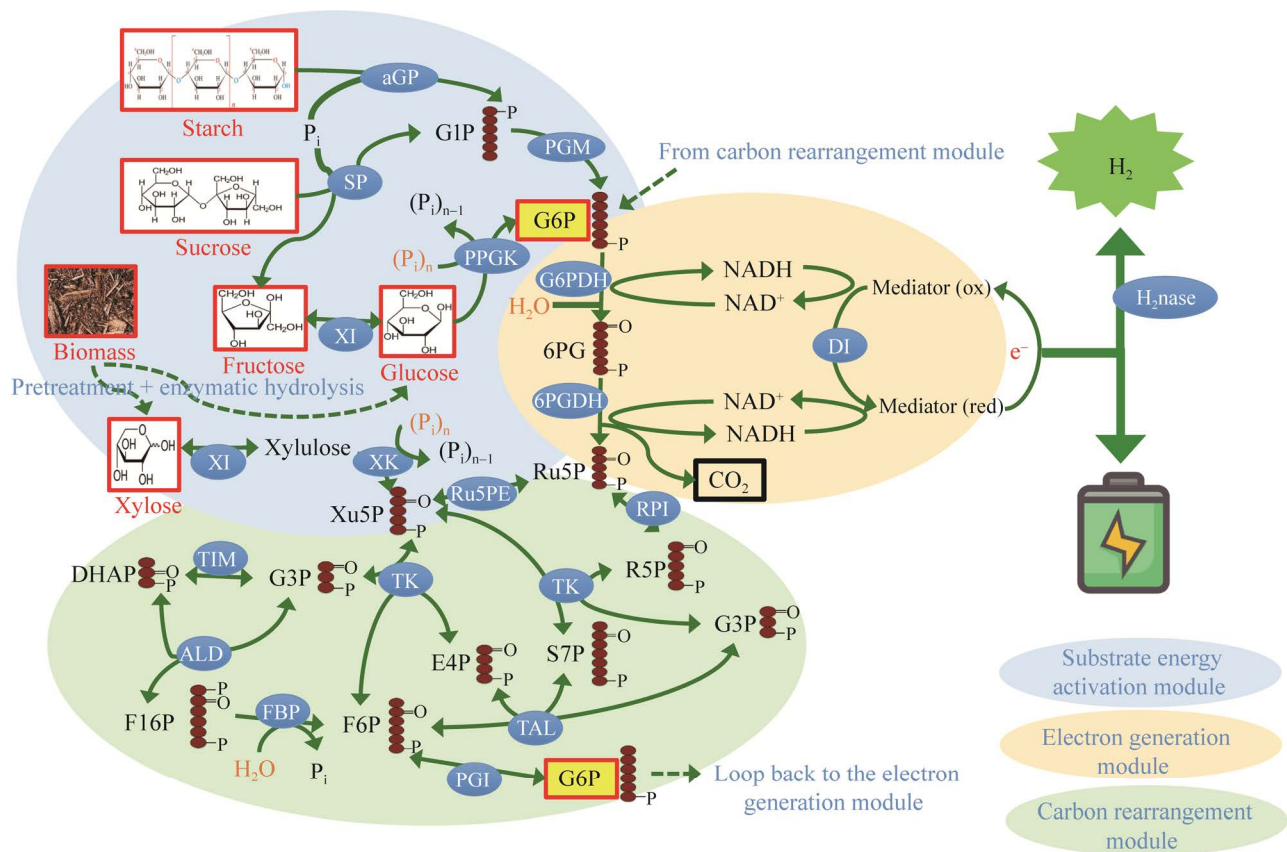 aGP
Starch
P
Pi
G1P
PGM
From carbon rearrangement module
H2
SP
Sucrose
(Pi)n−1
G6P
P
PPGK
(Pi)n
G6PDH
NADH
NAD+
Mediator (ox)
H2nase
H2O
Biomass
Fructose
XI
Glucose
6PG
O
P
DI
e−
Pretreatment + enzymatic hydrolysis
6PGDH
NAD+
NADH
Mediator (red)
(Pi)n
(Pi)n−1
Xylose
XI
Xylulose
XK
Ru5PE
Ru5P
O
P
CO2
Xu5P
O
P
RPI
DHAP
O
P
TIM
G3P
O
P
TK
TK
R5P
O
P
G3P
O
P
ALD
E4P
O
P
S7P
O
P
Substrate energy
activation module
F16P
P
O
P
FBP
H2O
Pi
F6P
O
P
TAL
Electron generation
module
PGI
G6P
P
Loop back to the electron
generation module
Carbon rearrangement
module